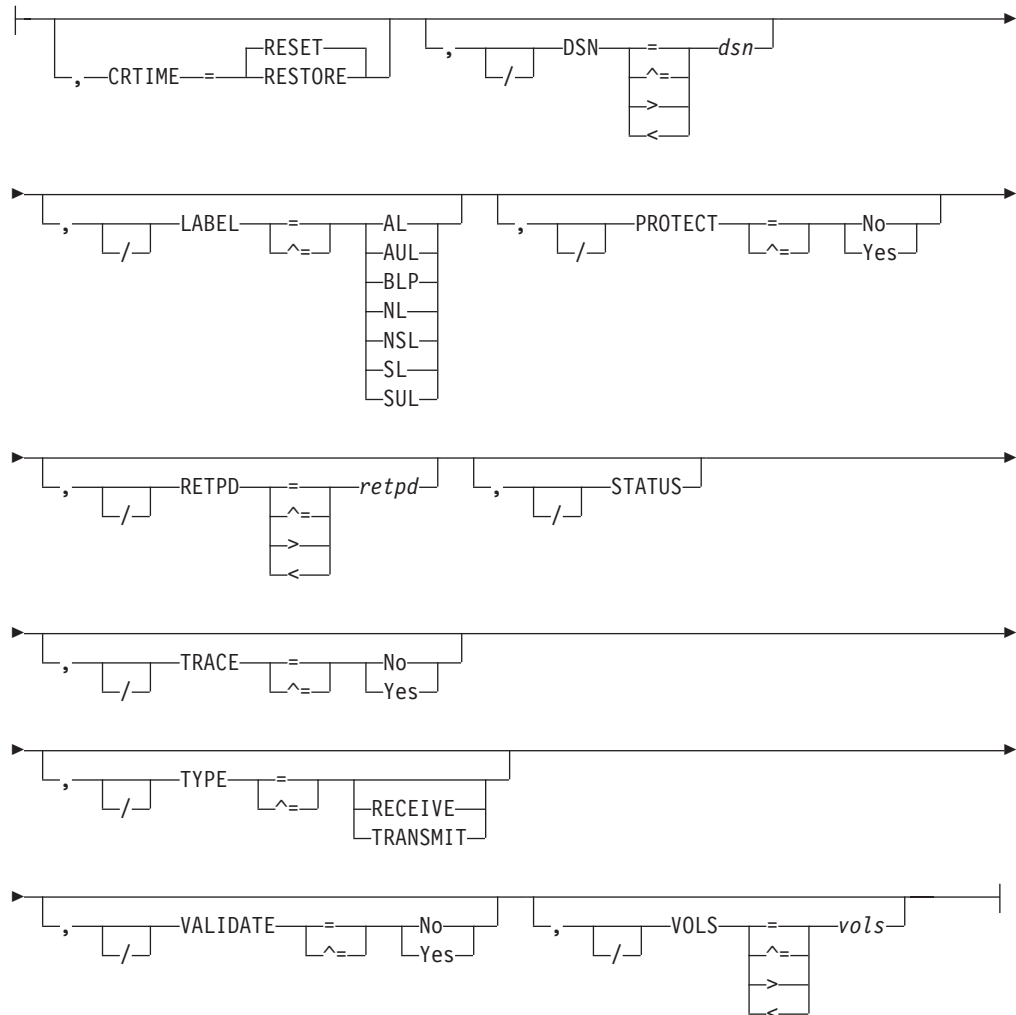 , CRTIME = RESET , / DSN = dsn
RESTORE ^=
>
<
, / LABEL = AL , / PROTECT = No
^= AUL ^= Yes
BLP
NL
NSL
SL
SUL
, / RETPD = retpd , / STATUS
^=
>
<
, / TRACE = No
^= Yes
, / TYPE =
^= RECEIVE
TRANSMIT
, / VALIDATE = No , / VOLS = vols
^= Yes ^=
>
<